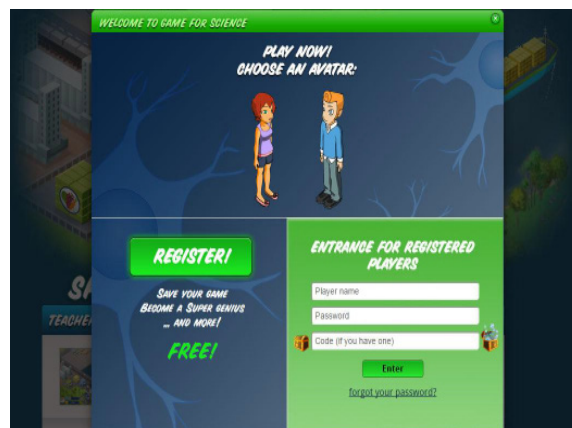 WELCOME TO GAME FOR SCIENCE
PLAY NOW!
CHOOSE AN AVATAR:
REGISTER!
SAVE YOUR GAME
BECOME A SUPER GENIUS
... AND MORE!
FREE!
ENTRANCE FOR REGISTERED
PLAYERS
Player name
Password
Code (if you have one)
Enter
forgot your password?